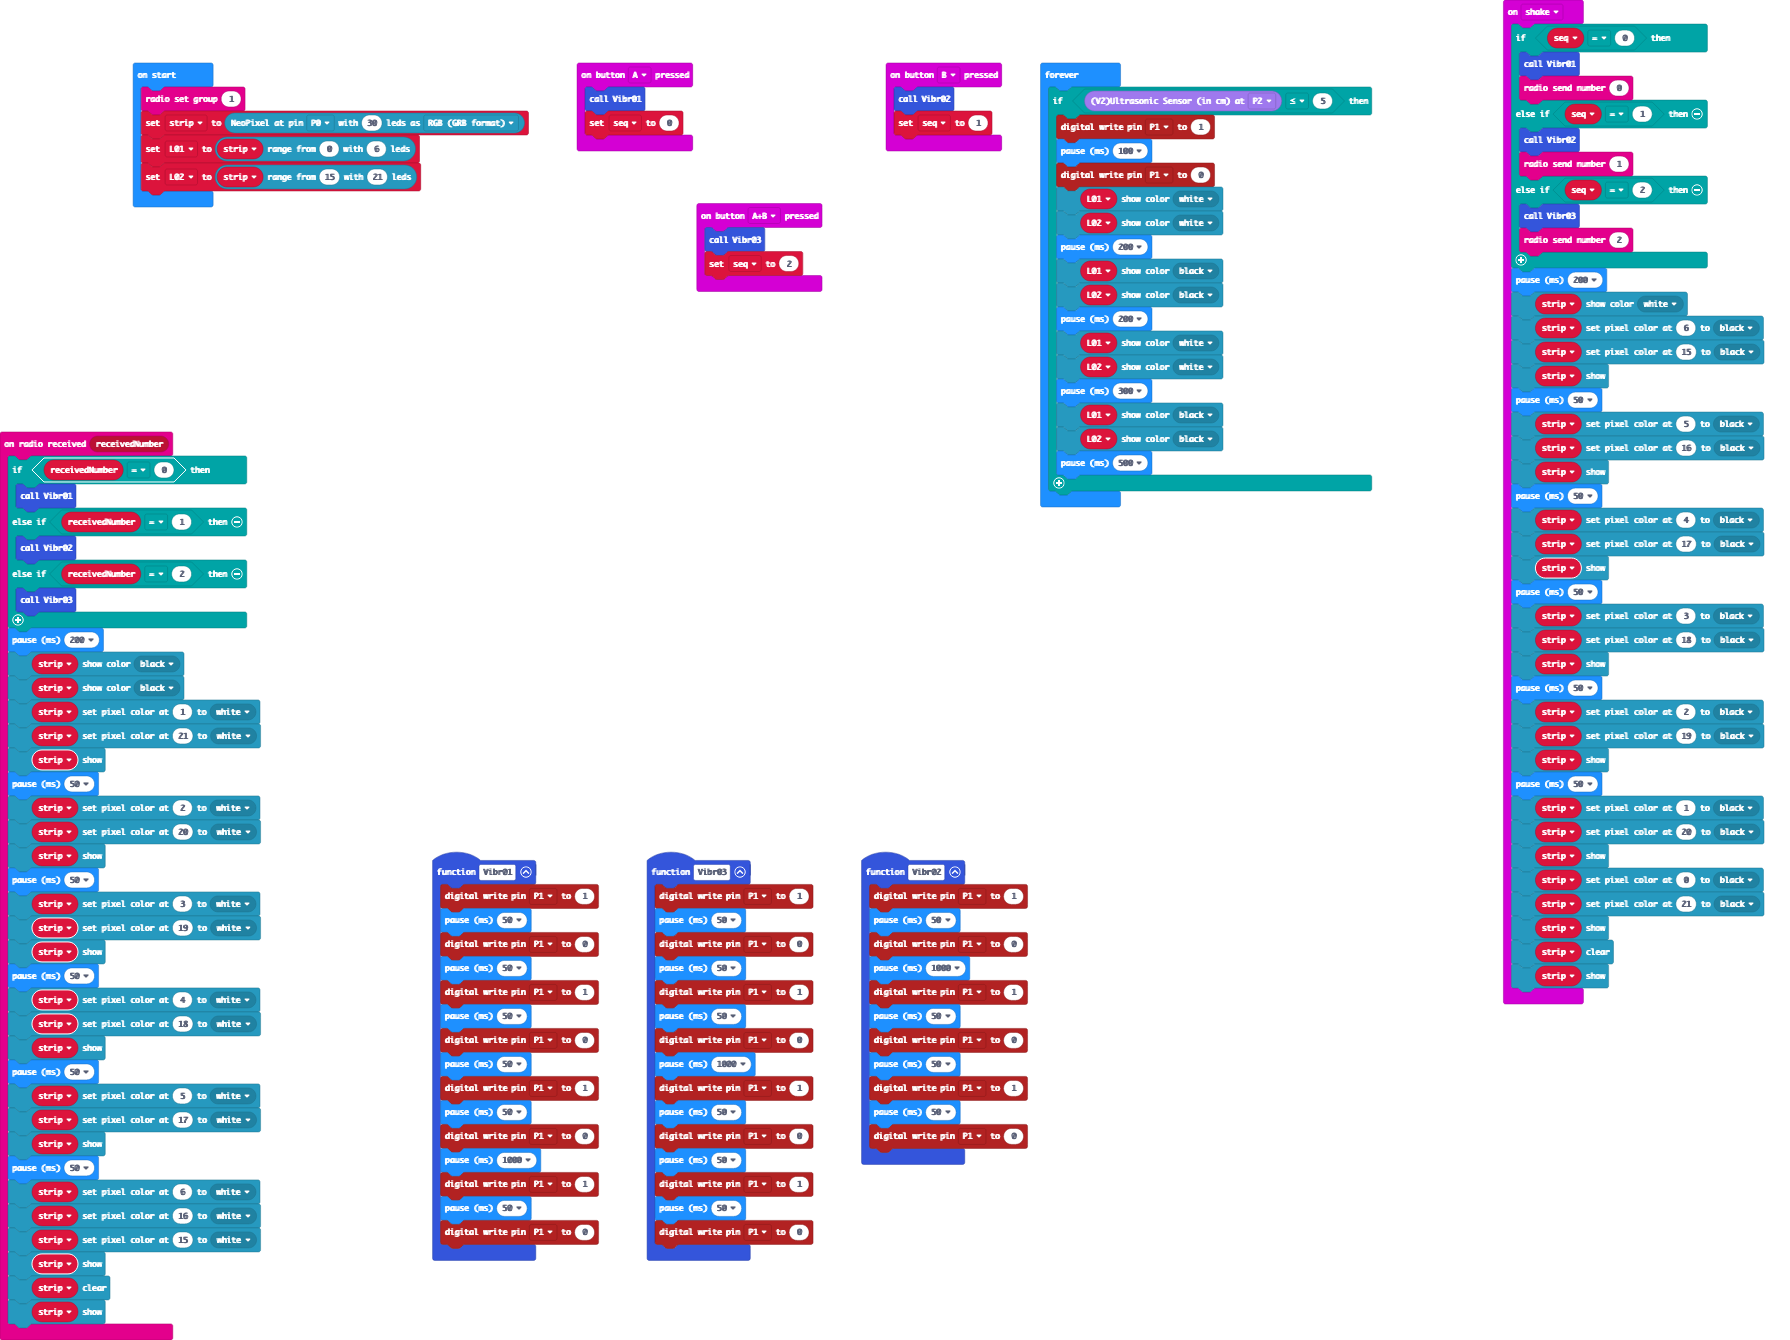 on start
radio set group 1
set strip to NeoPixel at pin P0 with 30 leds as RGB (GRB format)
set L01 to strip range from 0 with 6 leds
set L02 to strip range from 15 with 21 leds
on button A pressed
call Vibr01
set seq to 0
on button B pressed
call Vibr02
set seq to 1
on button A+B pressed
call Vibr03
set seq to 2
forever
if (V2)Ultrasonic Sensor (in cm) at P2 ≤ 5 then
digital write pin P1 to 1
pause (ms) 100
digital write pin P1 to 0
L01 show color white
L02 show color white
pause (ms) 200
L01 show color black
L02 show color black
pause (ms) 200
L01 show color white
L02 show color white
pause (ms) 300
L01 show color black
L02 show color black
pause (ms) 500
on shake
if seq = 0 then
call Vibr01
radio send number 0
else if seq = 1 then
call Vibr02
radio send number 1
else if seq = 2 then
call Vibr03
radio send number 2
pause (ms) 200
strip show color white
strip set pixel color at 6 to black
strip set pixel color at 15 to black
strip show
pause (ms) 50
strip set pixel color at 5 to black
strip set pixel color at 16 to black
strip show
pause (ms) 50
strip set pixel color at 4 to black
strip set pixel color at 17 to black
strip show
pause (ms) 50
strip set pixel color at 3 to black
strip set pixel color at 18 to black
strip show
pause (ms) 50
strip set pixel color at 2 to black
strip set pixel color at 19 to black
strip show
pause (ms) 50
strip set pixel color at 1 to black
strip set pixel color at 20 to black
strip show
strip set pixel color at 0 to black
strip set pixel color at 21 to black
strip show
strip clear
strip show
on radio received receivedNumber
if receivedNumber = 0 then
call Vibr01
else if receivedNumber = 1 then
call Vibr02
else if receivedNumber = 2 then
call Vibr03
pause (ms) 200
strip show color black
strip show color black
strip set pixel color at 1 to white
strip set pixel color at 21 to white
strip show
pause (ms) 50
strip set pixel color at 2 to white
strip set pixel color at 20 to white
strip show
pause (ms) 50
strip set pixel color at 3 to white
strip set pixel color at 19 to white
strip show
pause (ms) 50
strip set pixel color at 4 to white
strip set pixel color at 18 to white
strip show
pause (ms) 50
strip set pixel color at 5 to white
strip set pixel color at 17 to white
strip show
pause (ms) 50
strip set pixel color at 6 to white
strip set pixel color at 16 to white
strip set pixel color at 15 to white
strip show
strip clear
strip show
function Vibr01
digital write pin P1 to 1
pause (ms) 50
digital write pin P1 to 0
pause (ms) 50
digital write pin P1 to 1
pause (ms) 50
digital write pin P1 to 0
pause (ms) 50
digital write pin P1 to 1
pause (ms) 50
digital write pin P1 to 0
pause (ms) 1000
digital write pin P1 to 1
pause (ms) 50
digital write pin P1 to 0
function Vibr03
digital write pin P1 to 1
pause (ms) 50
digital write pin P1 to 0
pause (ms) 50
digital write pin P1 to 1
pause (ms) 50
digital write pin P1 to 0
pause (ms) 1000
digital write pin P1 to 1
pause (ms) 50
digital write pin P1 to 0
pause (ms) 50
digital write pin P1 to 1
pause (ms) 50
digital write pin P1 to 0
function Vibr02
digital write pin P1 to 1
pause (ms) 50
digital write pin P1 to 0
pause (ms) 1000
digital write pin P1 to 1
pause (ms) 50
digital write pin P1 to 0
pause (ms) 50
digital write pin P1 to 1
pause (ms) 50
digital write pin P1 to 0